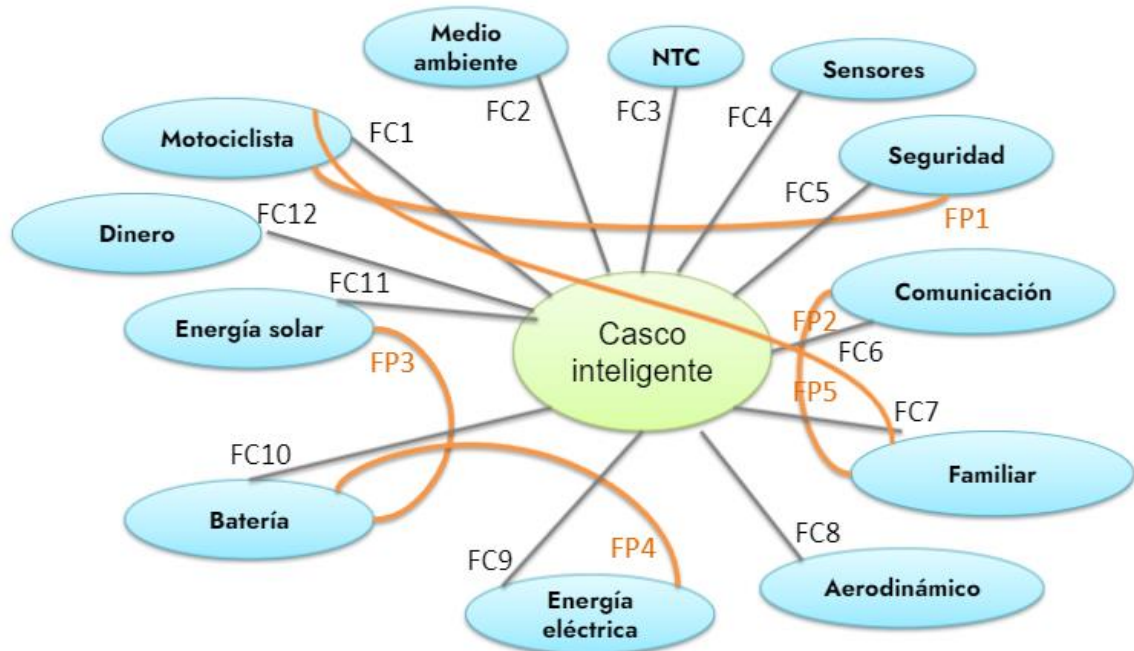 Medio
ambiente
NTC
Sensores
FC2
FC3
FC4
Motociclista
FC1
Seguridad
FC5
FP1
Dinero
FC12
FC11
Energía solar
FP3
Comunicación
FP2
FC6
Casco
inteligente
FP5
FC7
Familiar
FC10
Batería
FP4
FC9
FC8
Energía
eléctrica
Aerodinámico